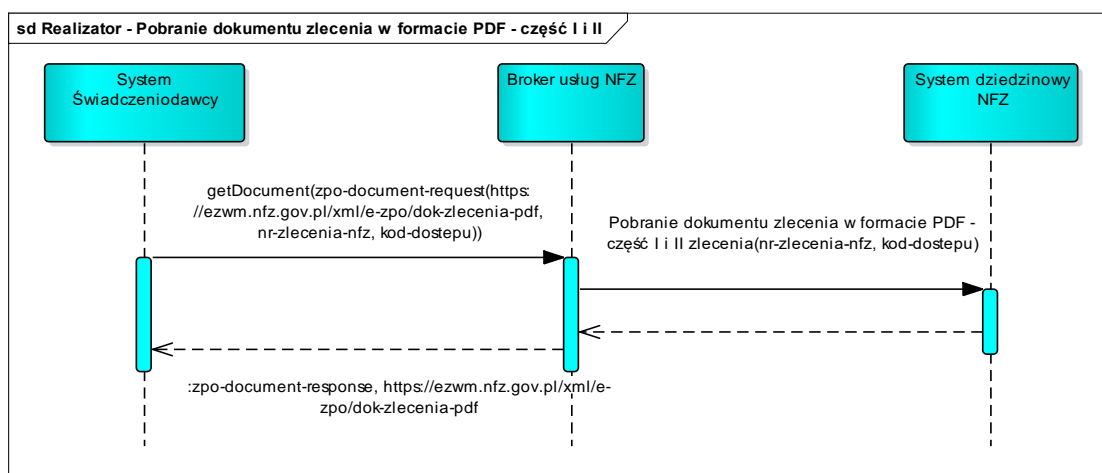 sd Realizator - Pobranie dokumentu zlecenia w formacie PDF - część I i II
System
Świadczeniodawcy
Broker usług NFZ
System dziedzinowy
NFZ
getDocument(zpo-document-request(https:
//ezwm.nfz.gov.pl/xml/e-zpo/dok-zlecenia-pdf,
nr-zlecenia-nfz, kod-dostepu))
Pobranie dokumentu zlecenia w formacie PDF -
część I i II zlecenia(nr-zlecenia-nfz, kod-dostepu)
:zpo-document-response, https://ezwm.nfz.gov.pl/xml/e-
zpo/dok-zlecenia-pdf